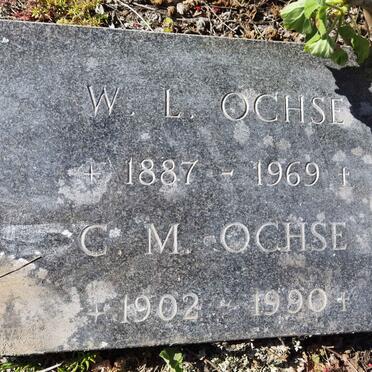 W. L. OCHSE
+ 1887 - 1969 +
C. M. OCHSE
+ 1902 - 1990 +